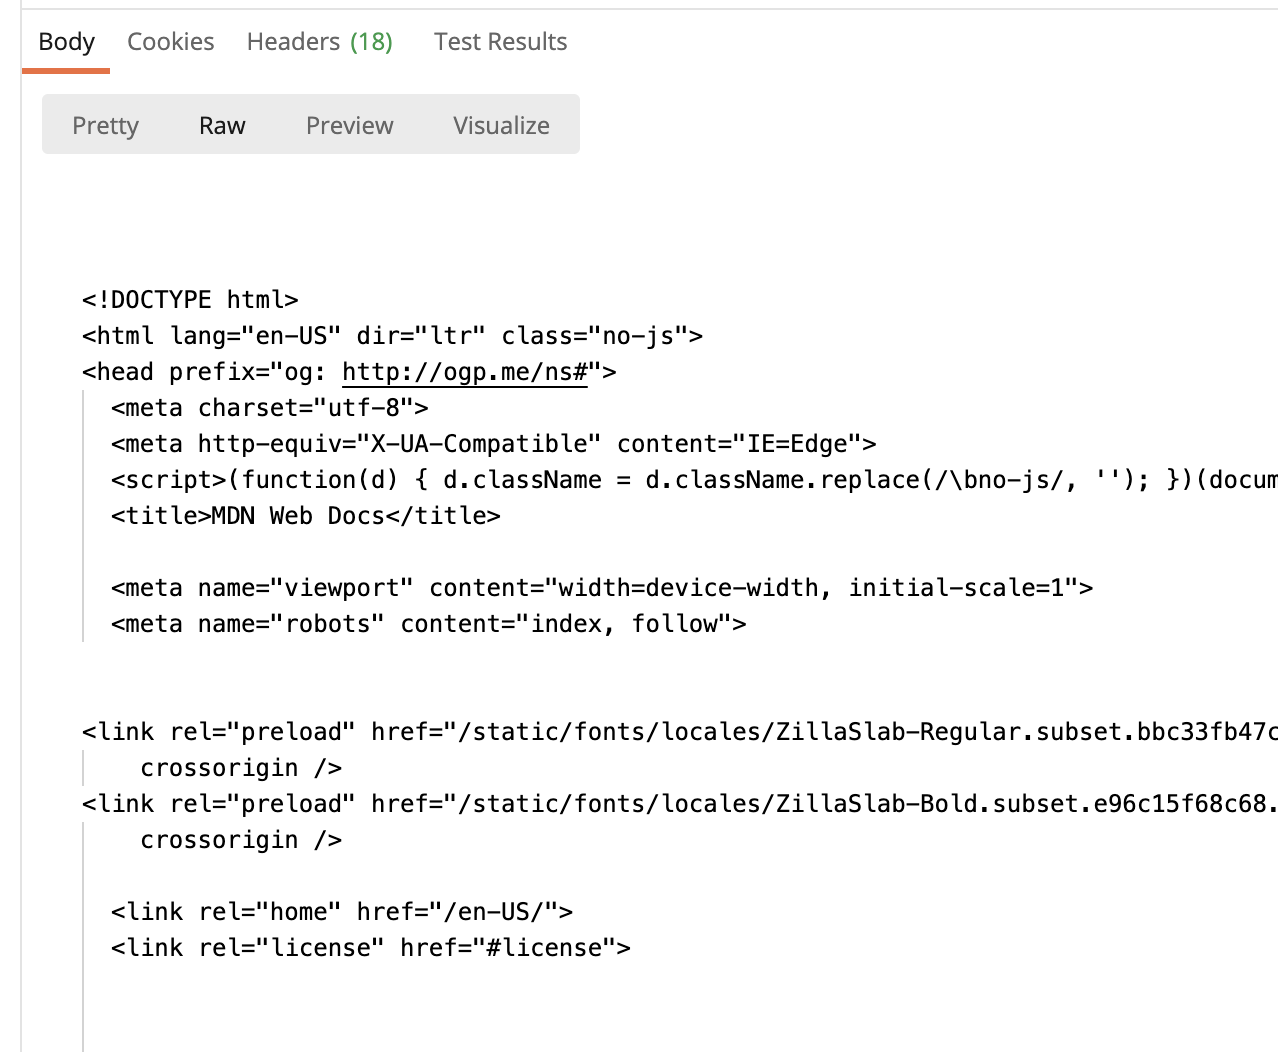 Body Cookies Headers (18) Test Results
Pretty Raw Preview Visualize
<!DOCTYPE html>
<html lang="en-US" dir="ltr" class="no-js">
<head prefix="og: http://ogp.me/ns#">
  <meta charset="utf-8">
  <meta http-equiv="X-UA-Compatible" content="IE=Edge">
  <script>(function(d) { d.className = d.className.replace(/\bno-js/, ''); })(docum
  <title>MDN Web Docs</title>
  <meta name="viewport" content="width=device-width, initial-scale=1">
  <meta name="robots" content="index, follow">
<link rel="preload" href="/static/fonts/locales/ZillaSlab-Regular.subset.bbc33fb47c
    crossorigin />
<link rel="preload" href="/static/fonts/locales/ZillaSlab-Bold.subset.e96c15f68c68.
    crossorigin />
  <link rel="home" href="/en-US/">
  <link rel="license" href="#license">